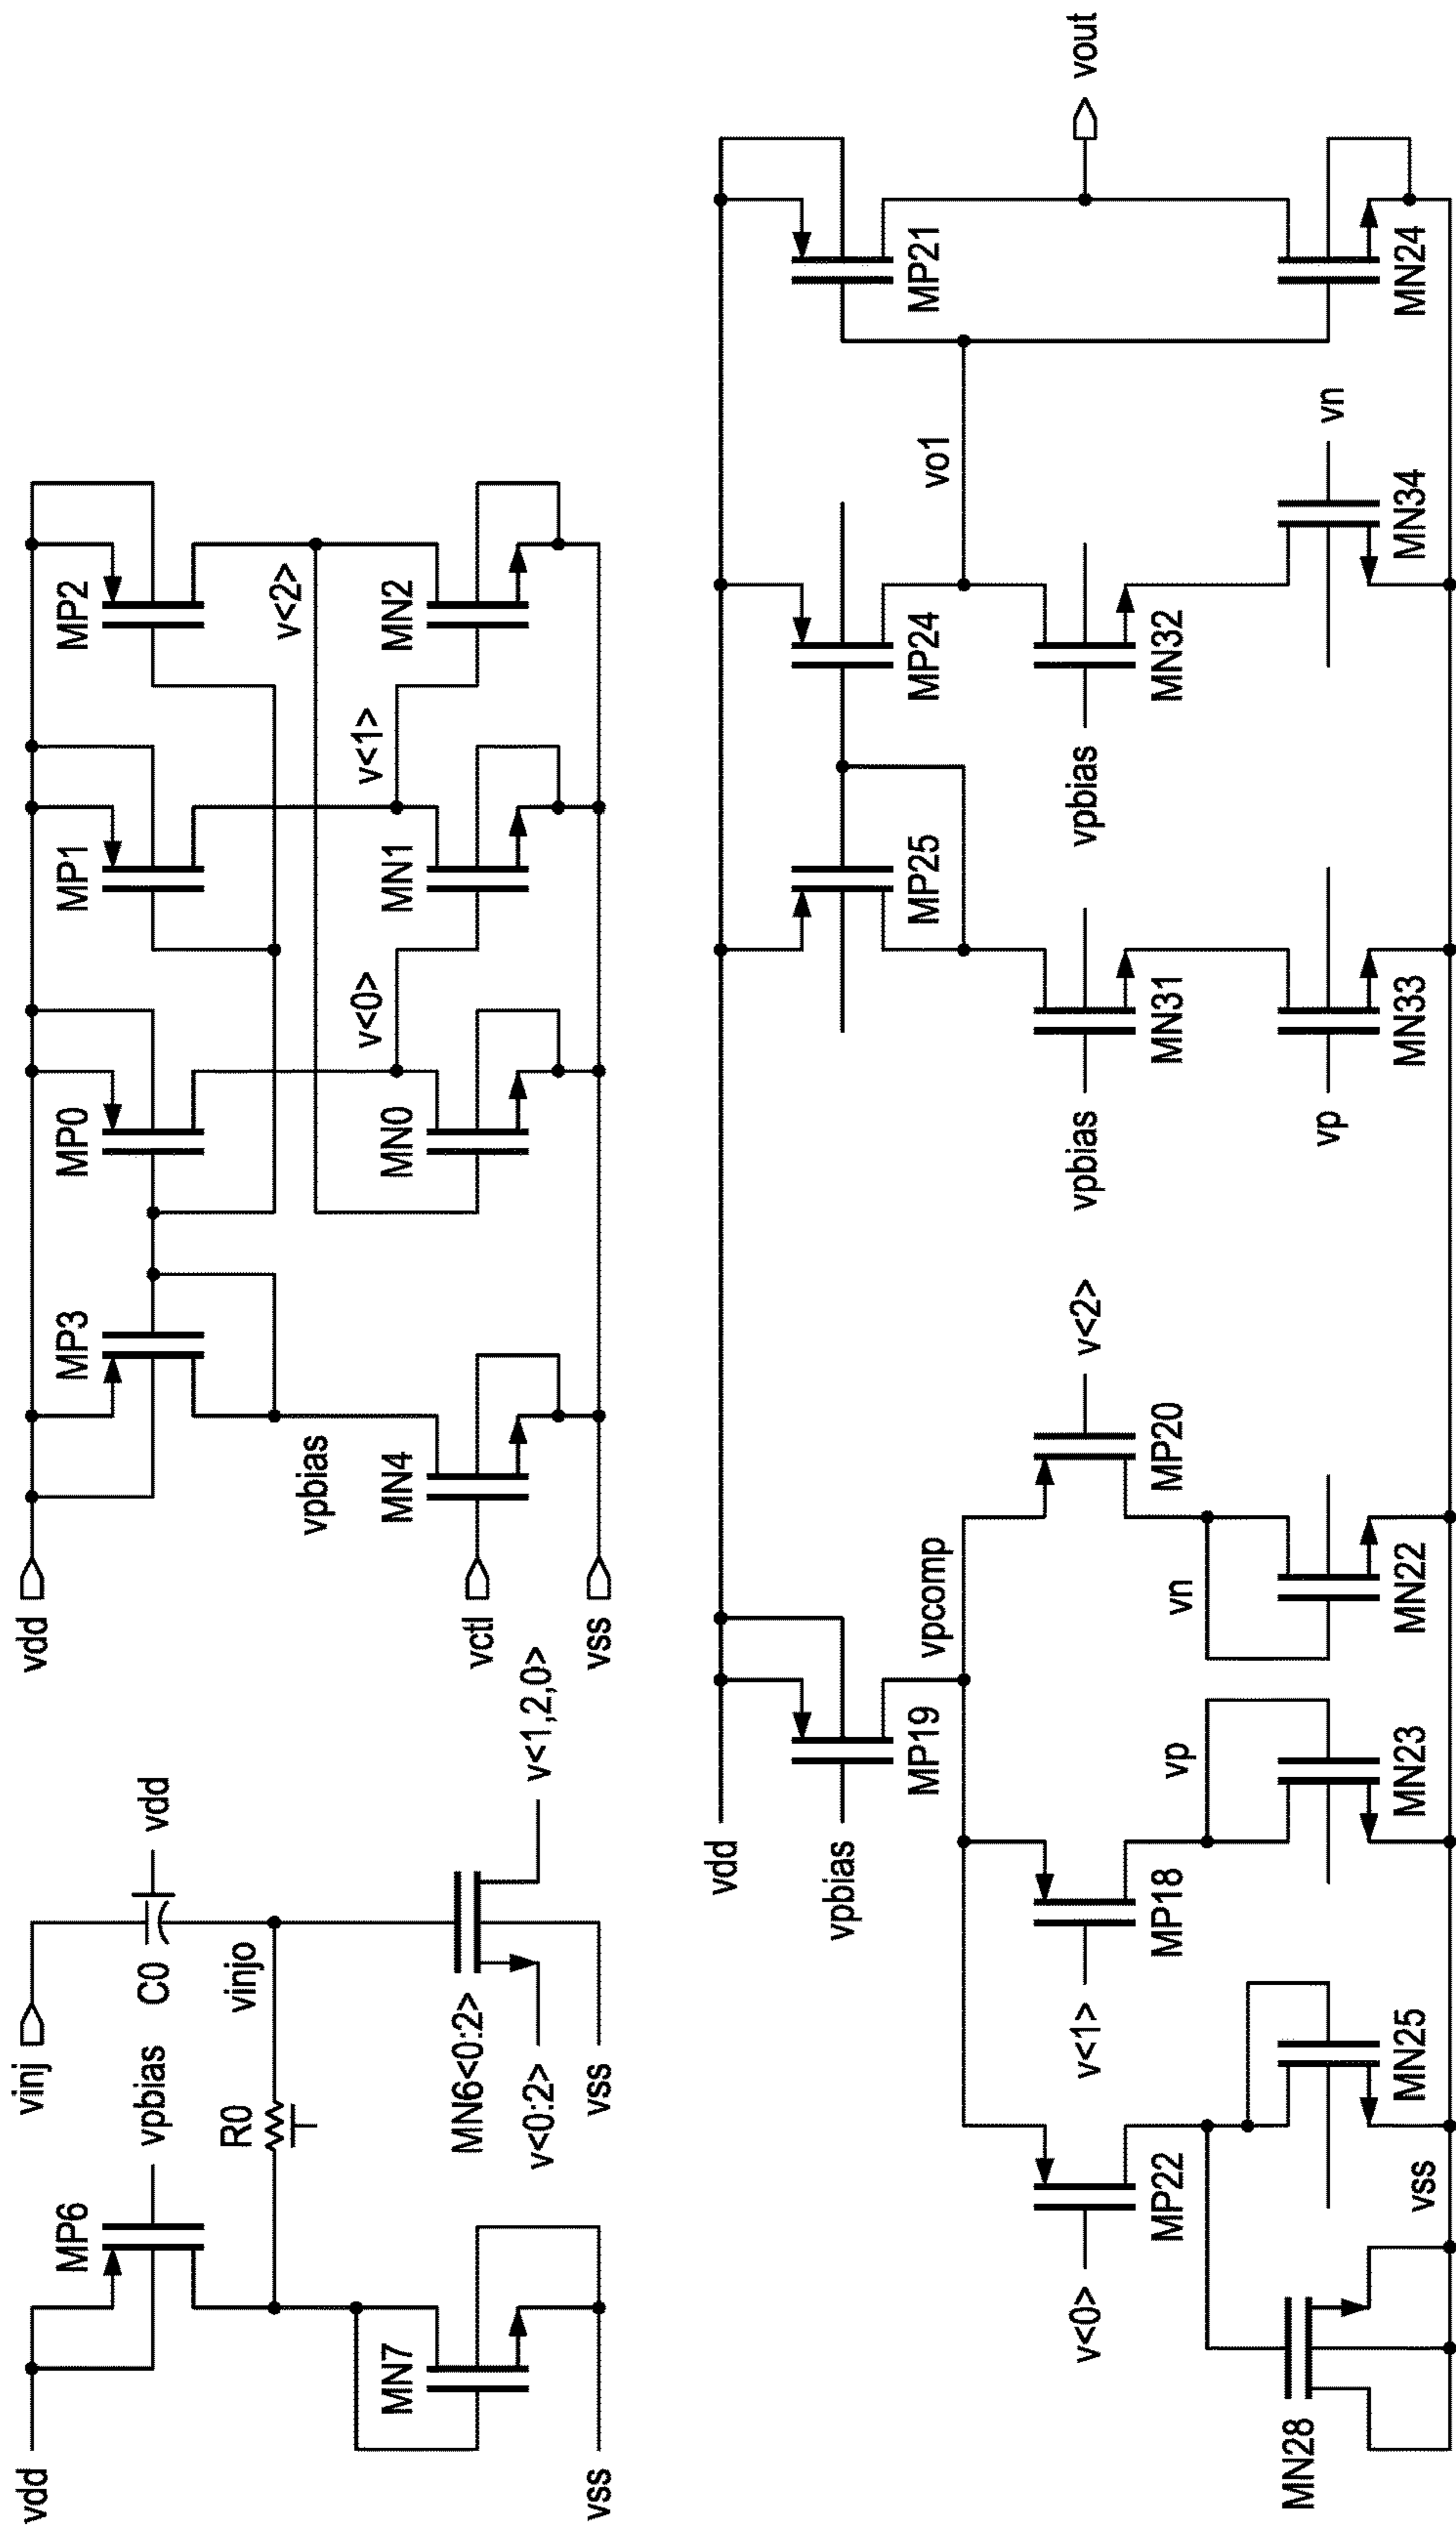 vinj
vdd
MP6
vpbias
C0
vdd
R0
vinjo
MN7
MN6<0:2>
v<0:2>
v<1,2,0>
vss
vss
vdd
MP3
MP0
MP1
MP2
v<2>
vpbias
v<0>
v<1>
MN4
MN0
MN1
MN2
vctl
vss
vdd
vpbias
MP19
MP25
MP24
MP21
vpcomp
vo1
v<0>
MP22
v<1>
MP18
MP20
v<2>
vpbias
MN31
vpbias
MN32
vout
vp
vn
MN28
vss
MN25
MN23
MN22
vp
MN33
MN34
vn
MN24